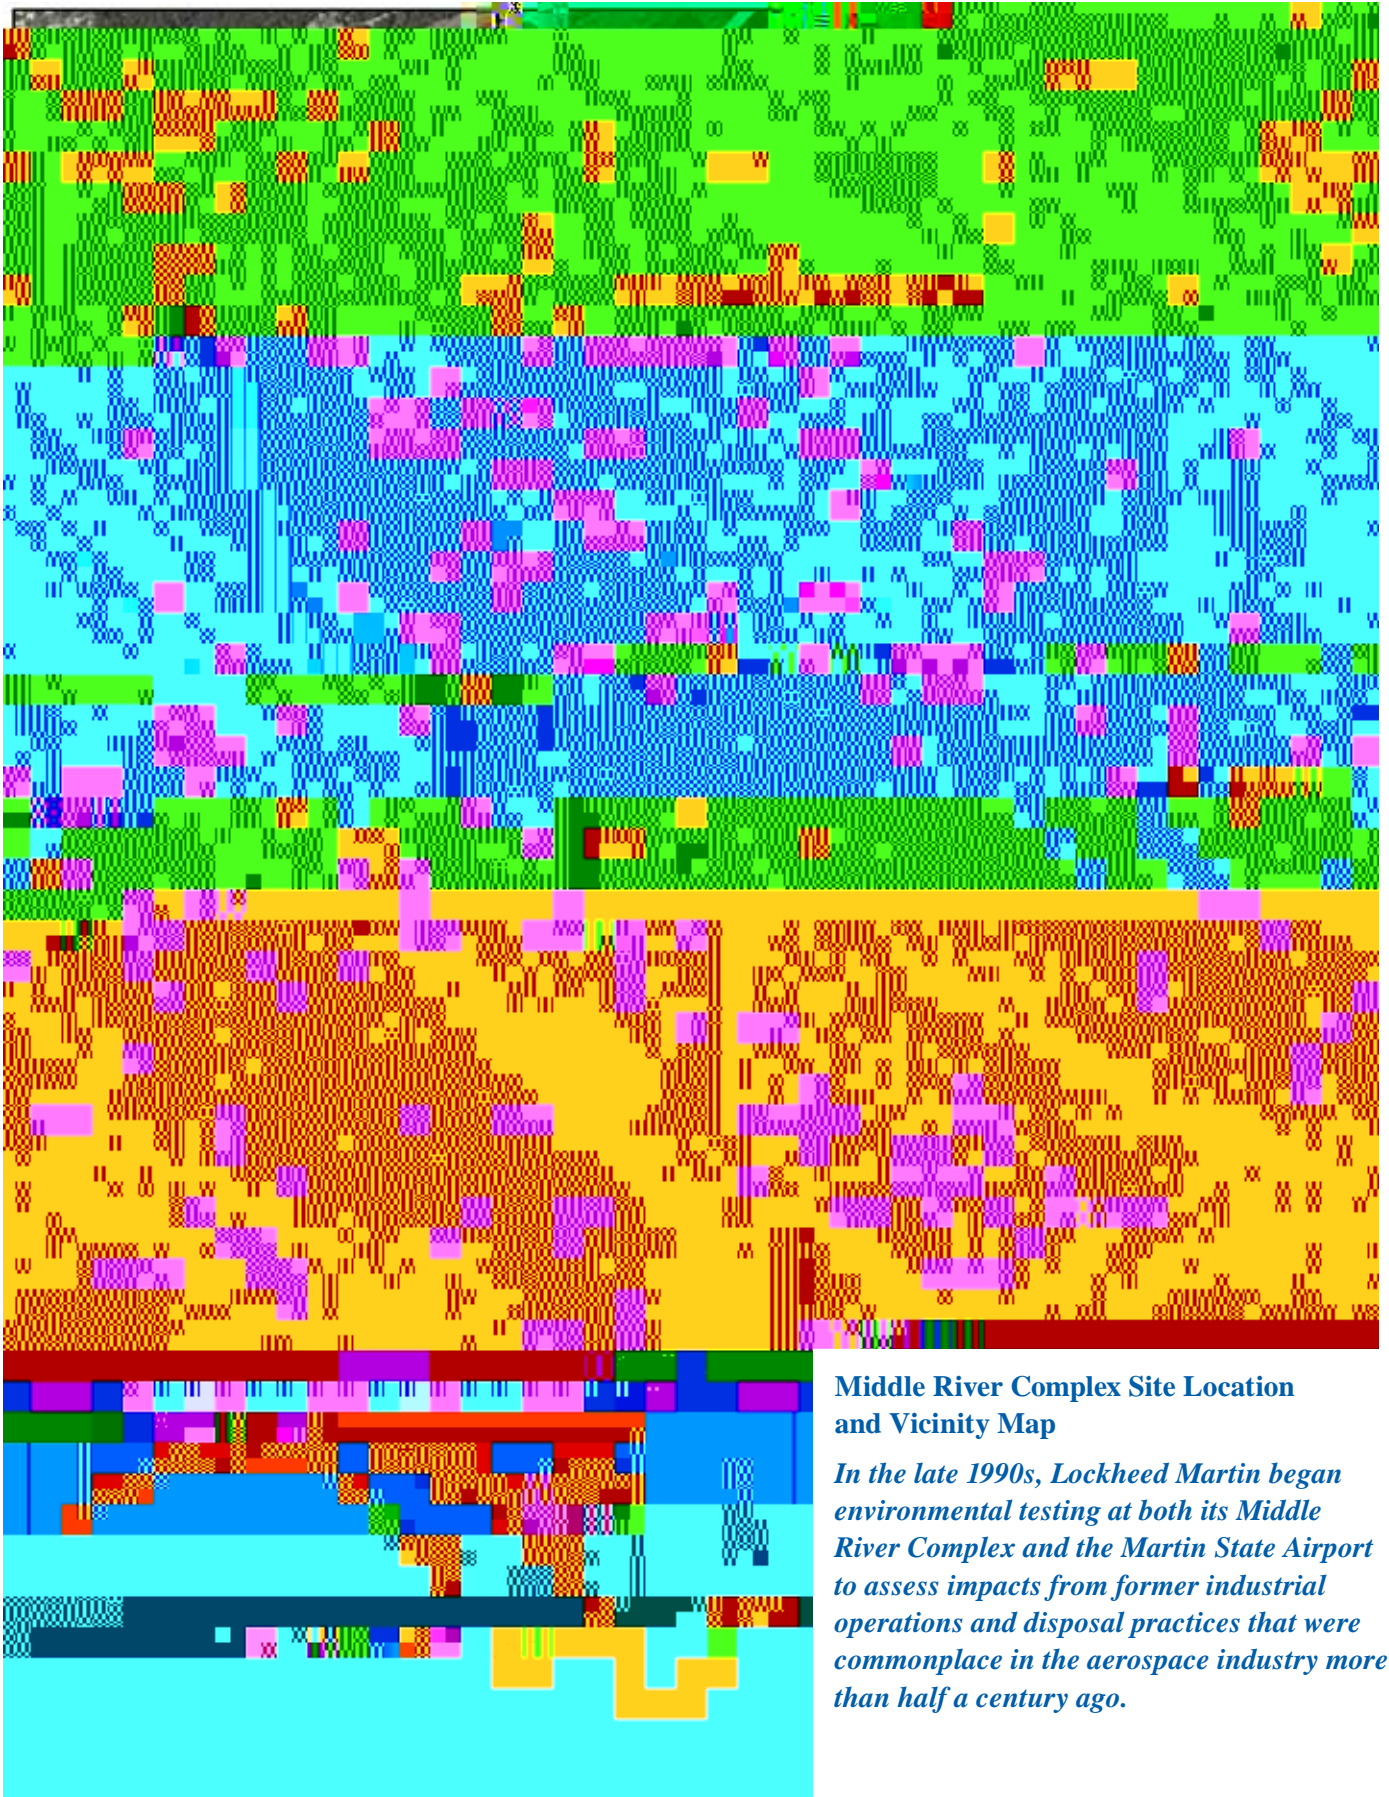 Middle River Complex Site Location
and Vicinity Map
In the late 1990s, Lockheed Martin began
environmental testing at both its Middle
River Complex and the Martin State Airport
to assess impacts from former industrial
operations and disposal practices that were
commonplace in the aerospace industry more
than half a century ago.